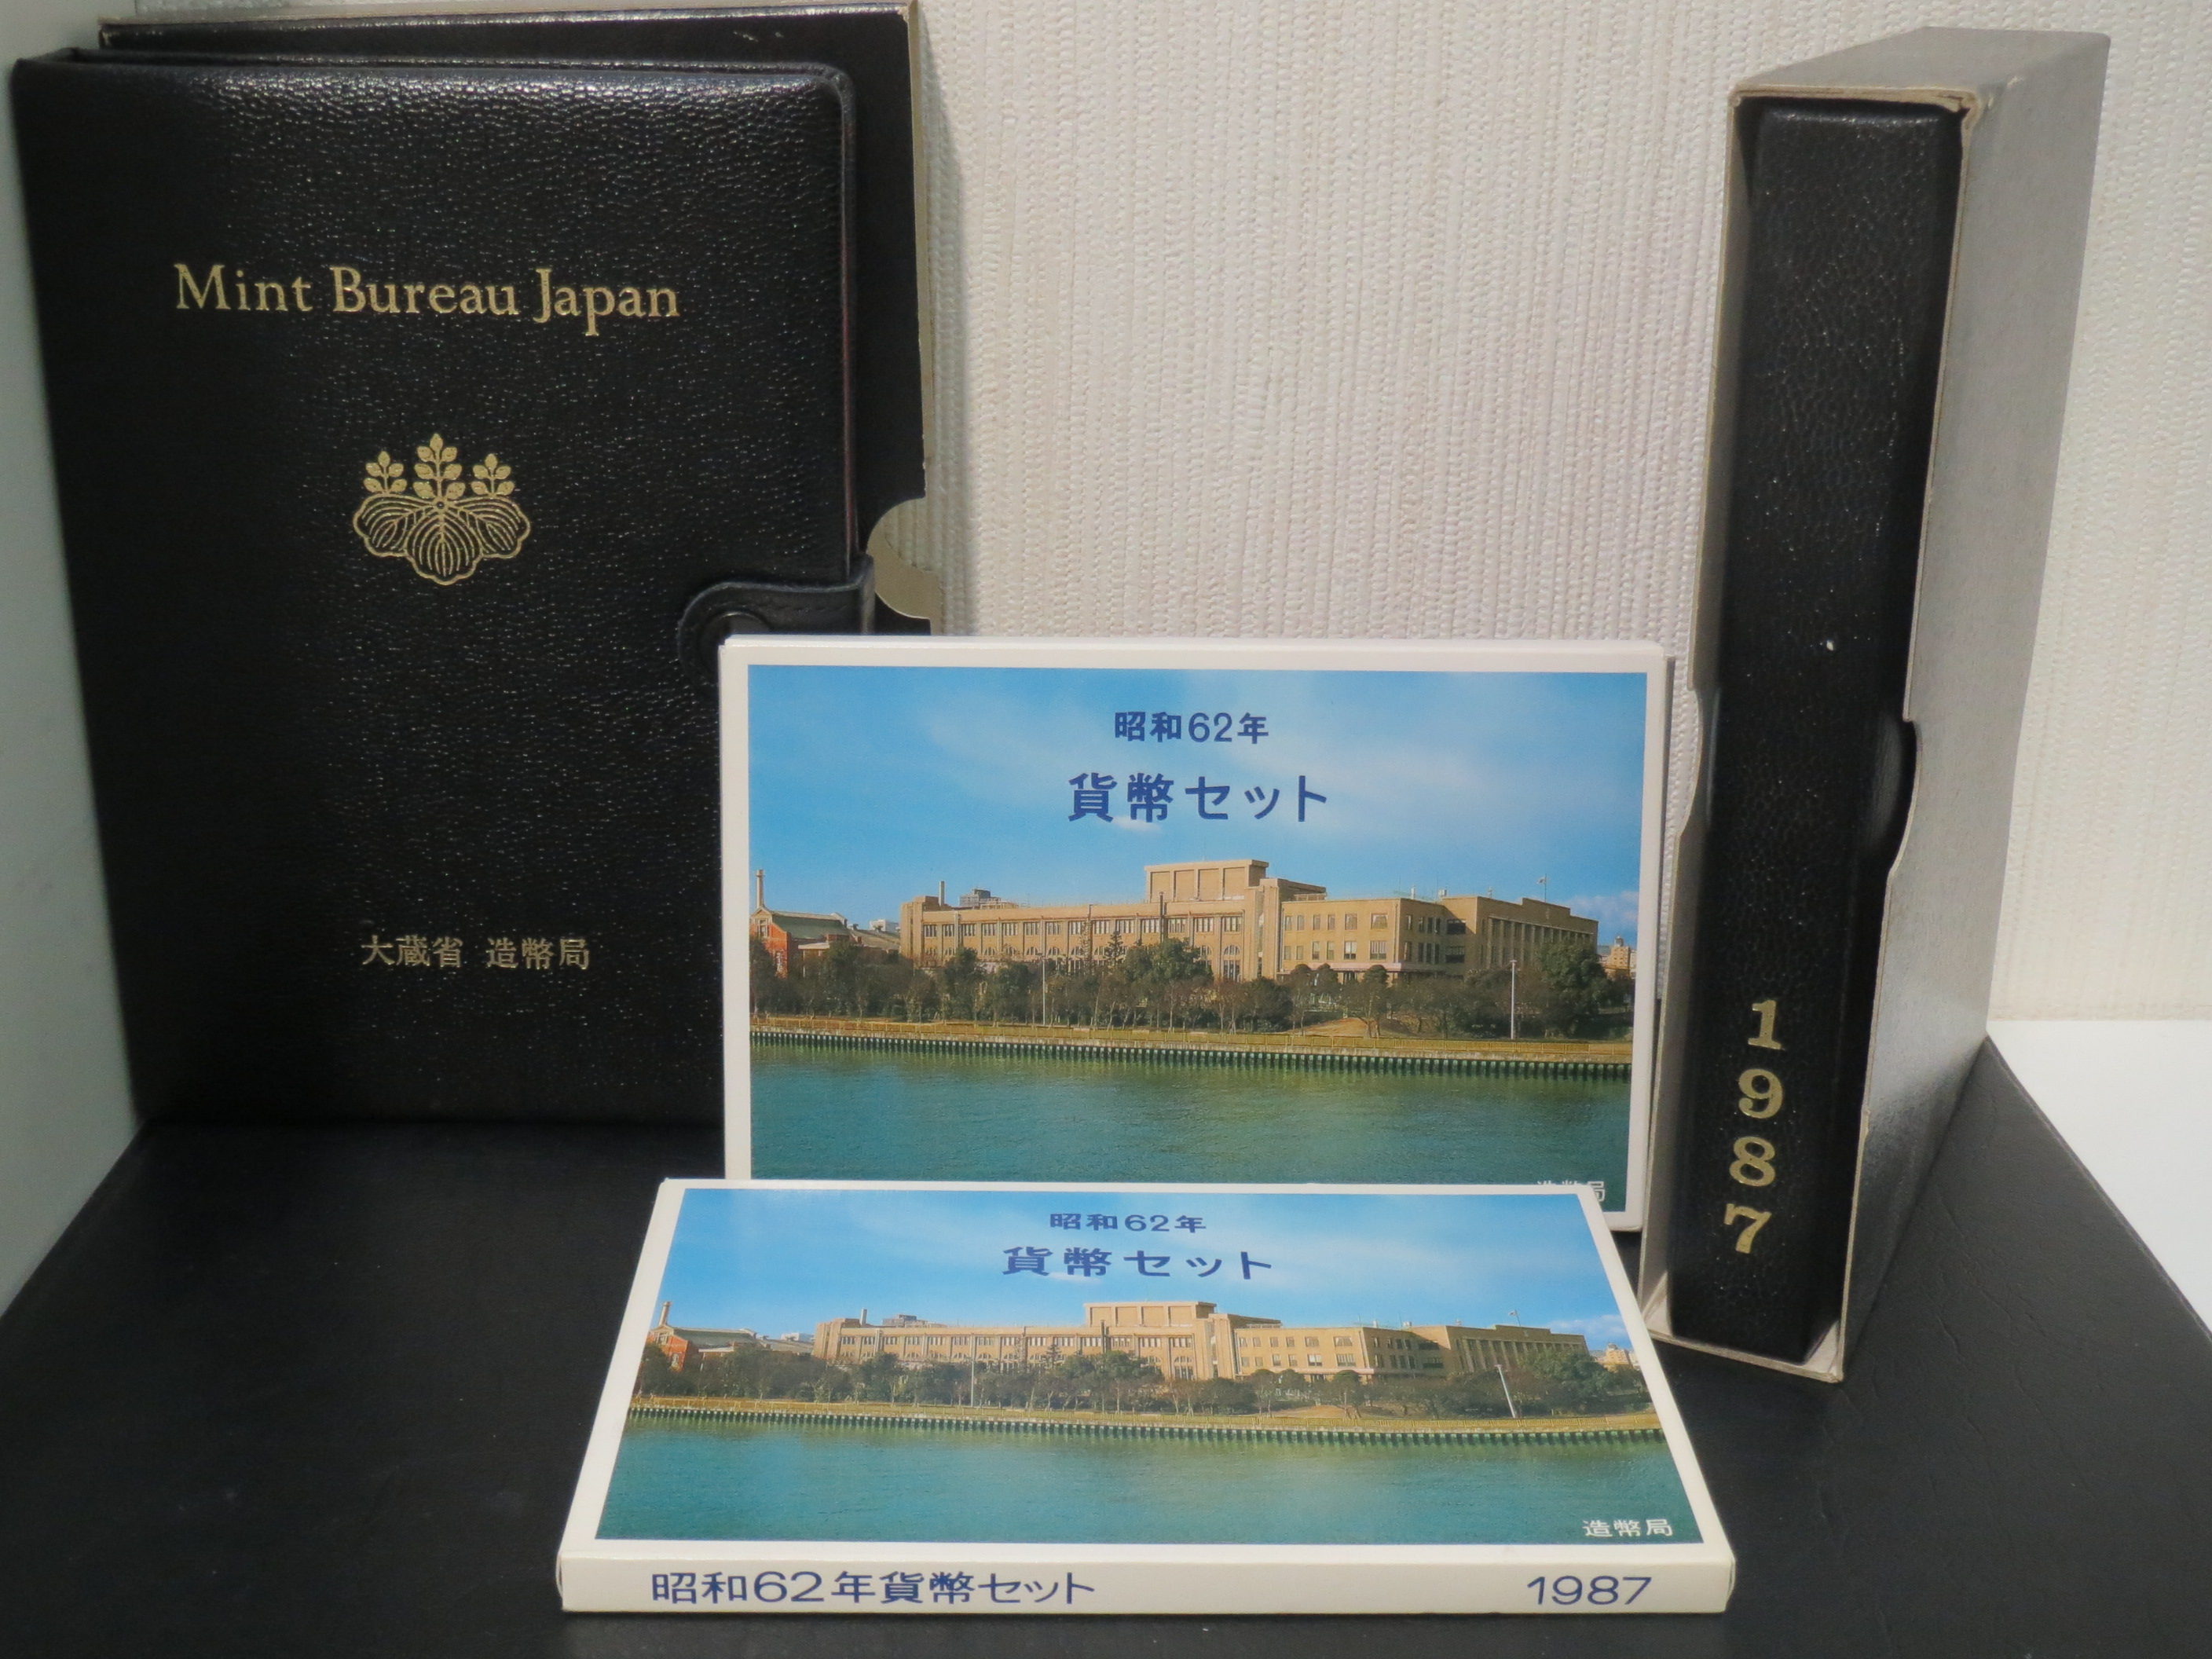 Mint Bureau Japan
大蔵省 造幣局
昭和62年
貨幣セット
造幣局
1987
昭和62年
貨幣セット
造幣局
昭和62年貨幣セット 1987